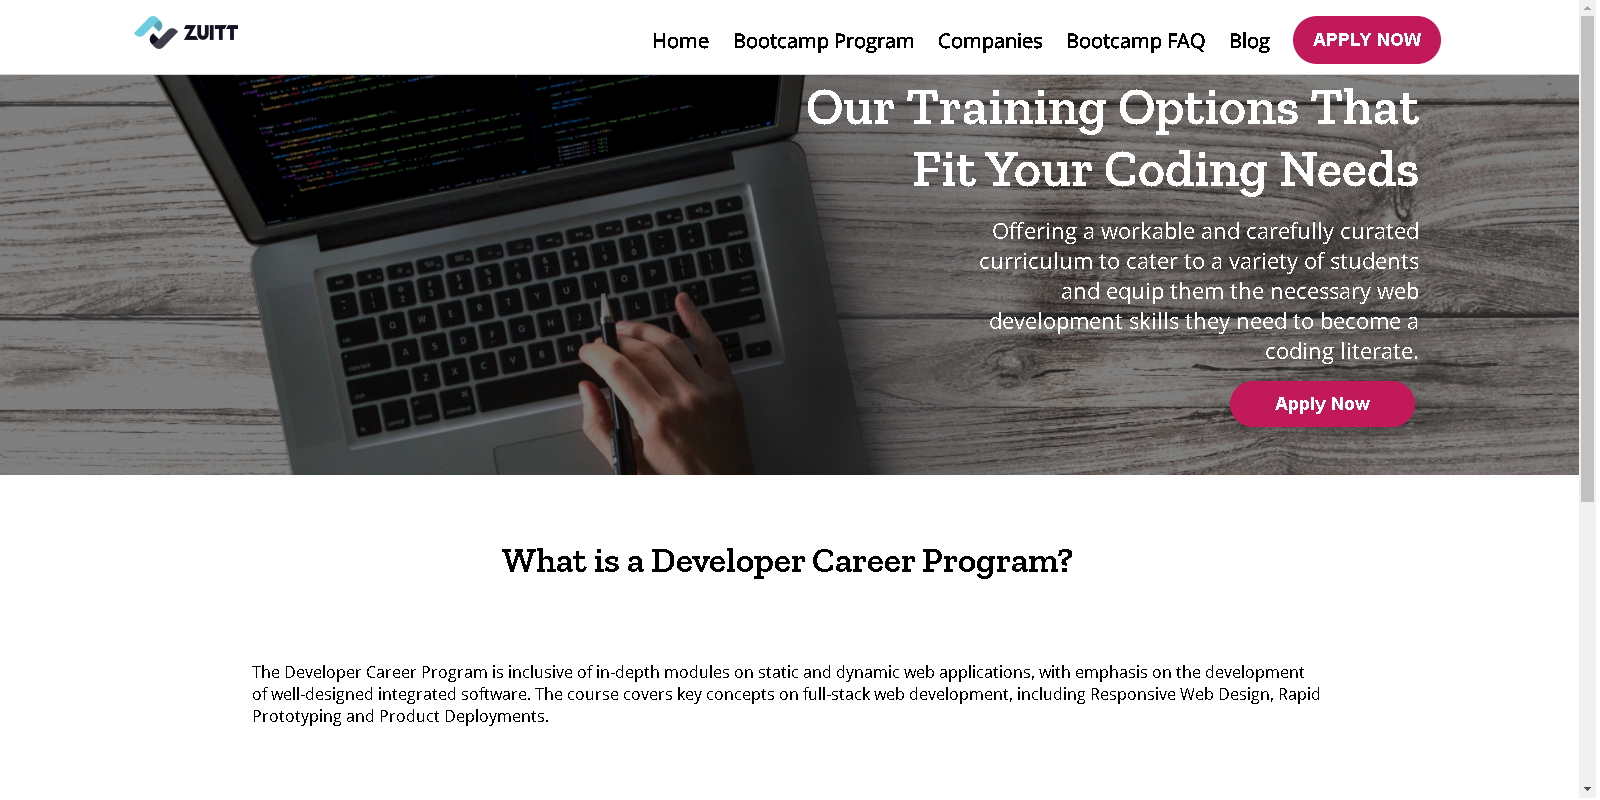 ZUITT
Home Bootcamp Program Companies Bootcamp FAQ Blog APPLY NOW
Our Training Options That
Fit Your Coding Needs
Offering a workable and carefully curated
curriculum to cater to a variety of students
and equip them the necessary web
development skills they need to become a
coding literate.
Apply Now
What is a Developer Career Program?
The Developer Career Program is inclusive of in-depth modules on static and dynamic web applications, with emphasis on the development
of well-designed integrated software. The course covers key concepts on full-stack web development, including Responsive Web Design, Rapid
Prototyping and Product Deployments.